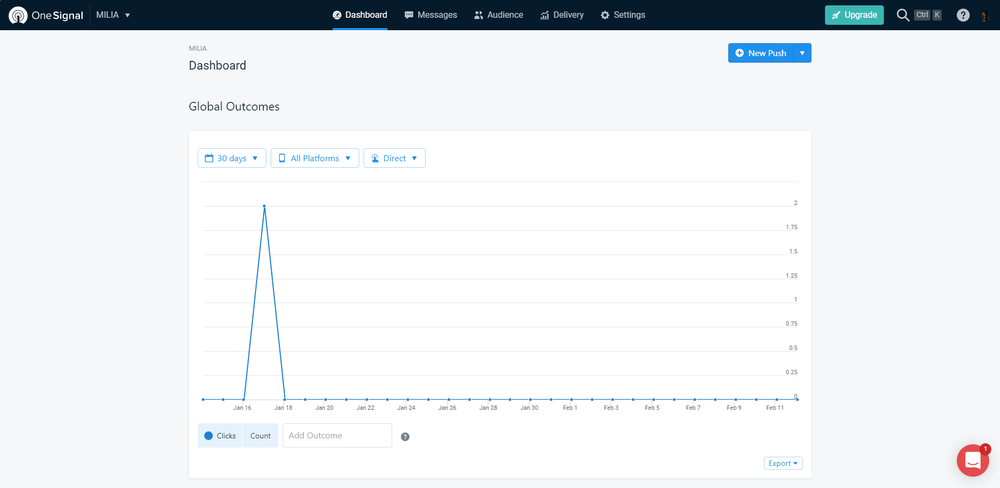 OneSignal MILIA Dashboard Messages Audience Delivery Settings Upgrade Ctrl K ?
MILIA
Dashboard
New Push
Global Outcomes
30 days All Platforms Direct
2
1.75
1.5
1.25
1
0.75
0.5
0.25
0
Jan 16 Jan 18 Jan 20 Jan 22 Jan 24 Jan 26 Jan 28 Jan 30 Feb 1 Feb 3 Feb 5 Feb 7 Feb 9 Feb 11
Clicks Count Add Outcome ?
1
Export